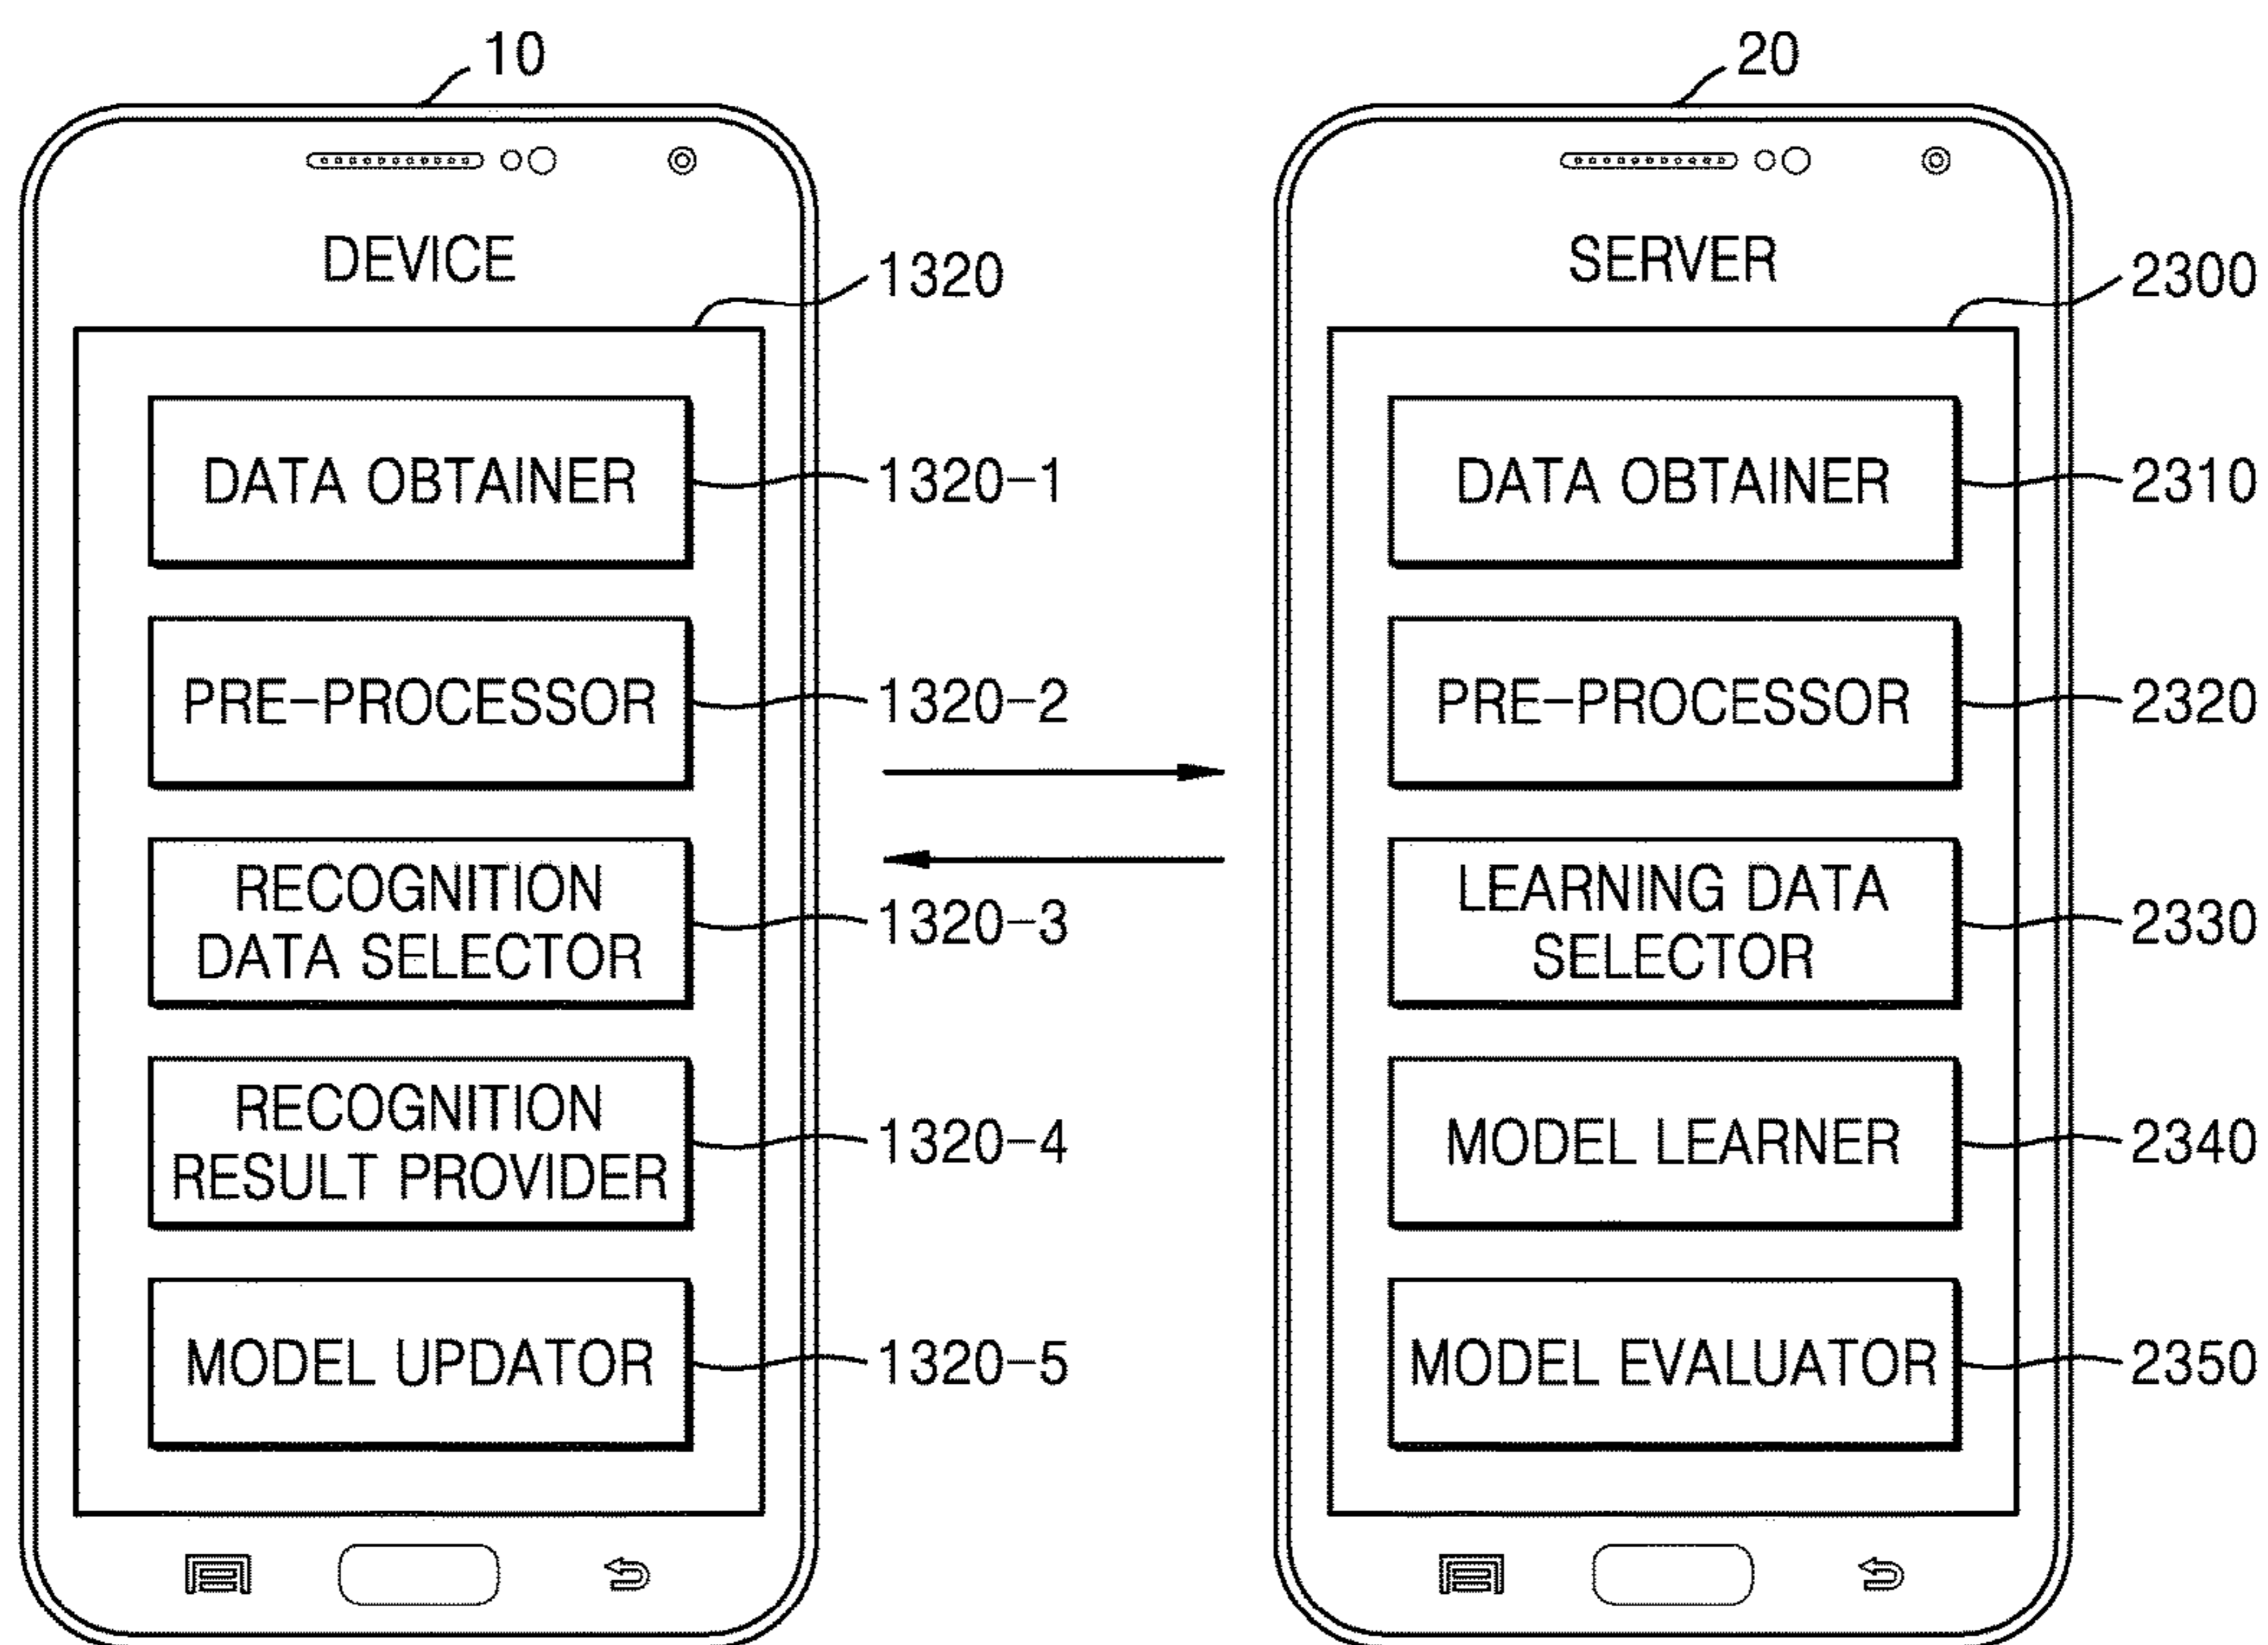 10
DEVICE
1320
DATA OBTAINER
1320-1
PRE-PROCESSOR
1320-2
RECOGNITION
DATA SELECTOR
1320-3
RECOGNITION
RESULT PROVIDER
1320-4
MODEL UPDATOR
1320-5
20
SERVER
2300
DATA OBTAINER
2310
PRE-PROCESSOR
2320
LEARNING DATA
SELECTOR
2330
MODEL LEARNER
2340
MODEL EVALUATOR
2350